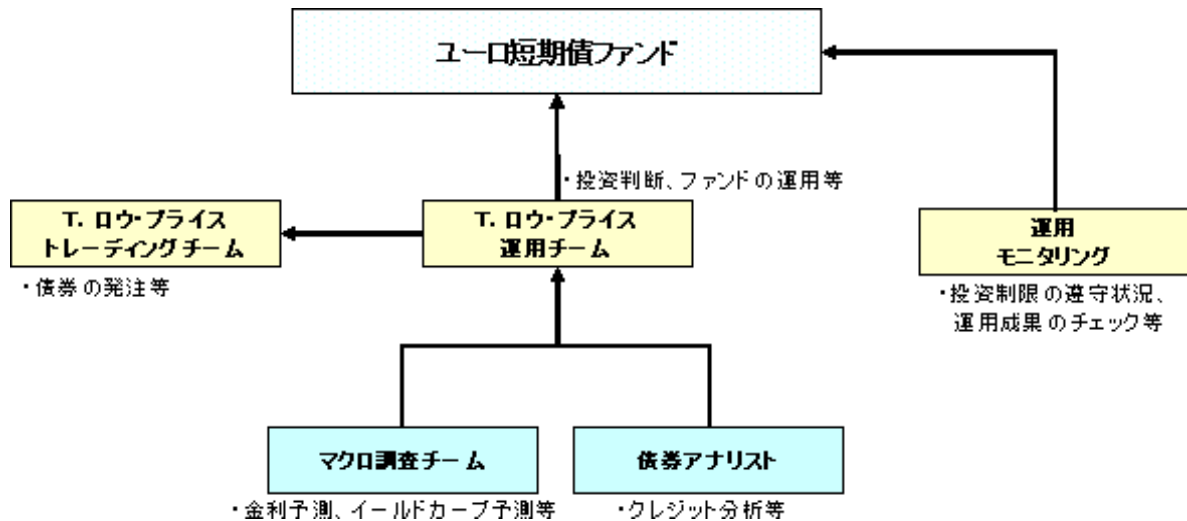 ユーロ短期債ファンド
・投資判断、ファンドの運用等
T. ロウ・プライス
トレーディングチーム
・債券の発注等
T. ロウ・プライス
運用チーム
運用
モニタリング
・投資制限の遵守状況、
運用成果のチェック等
マクロ調査チーム
・金利予測、イールドカーブ予測等
債券アナリスト
・クレジット分析等